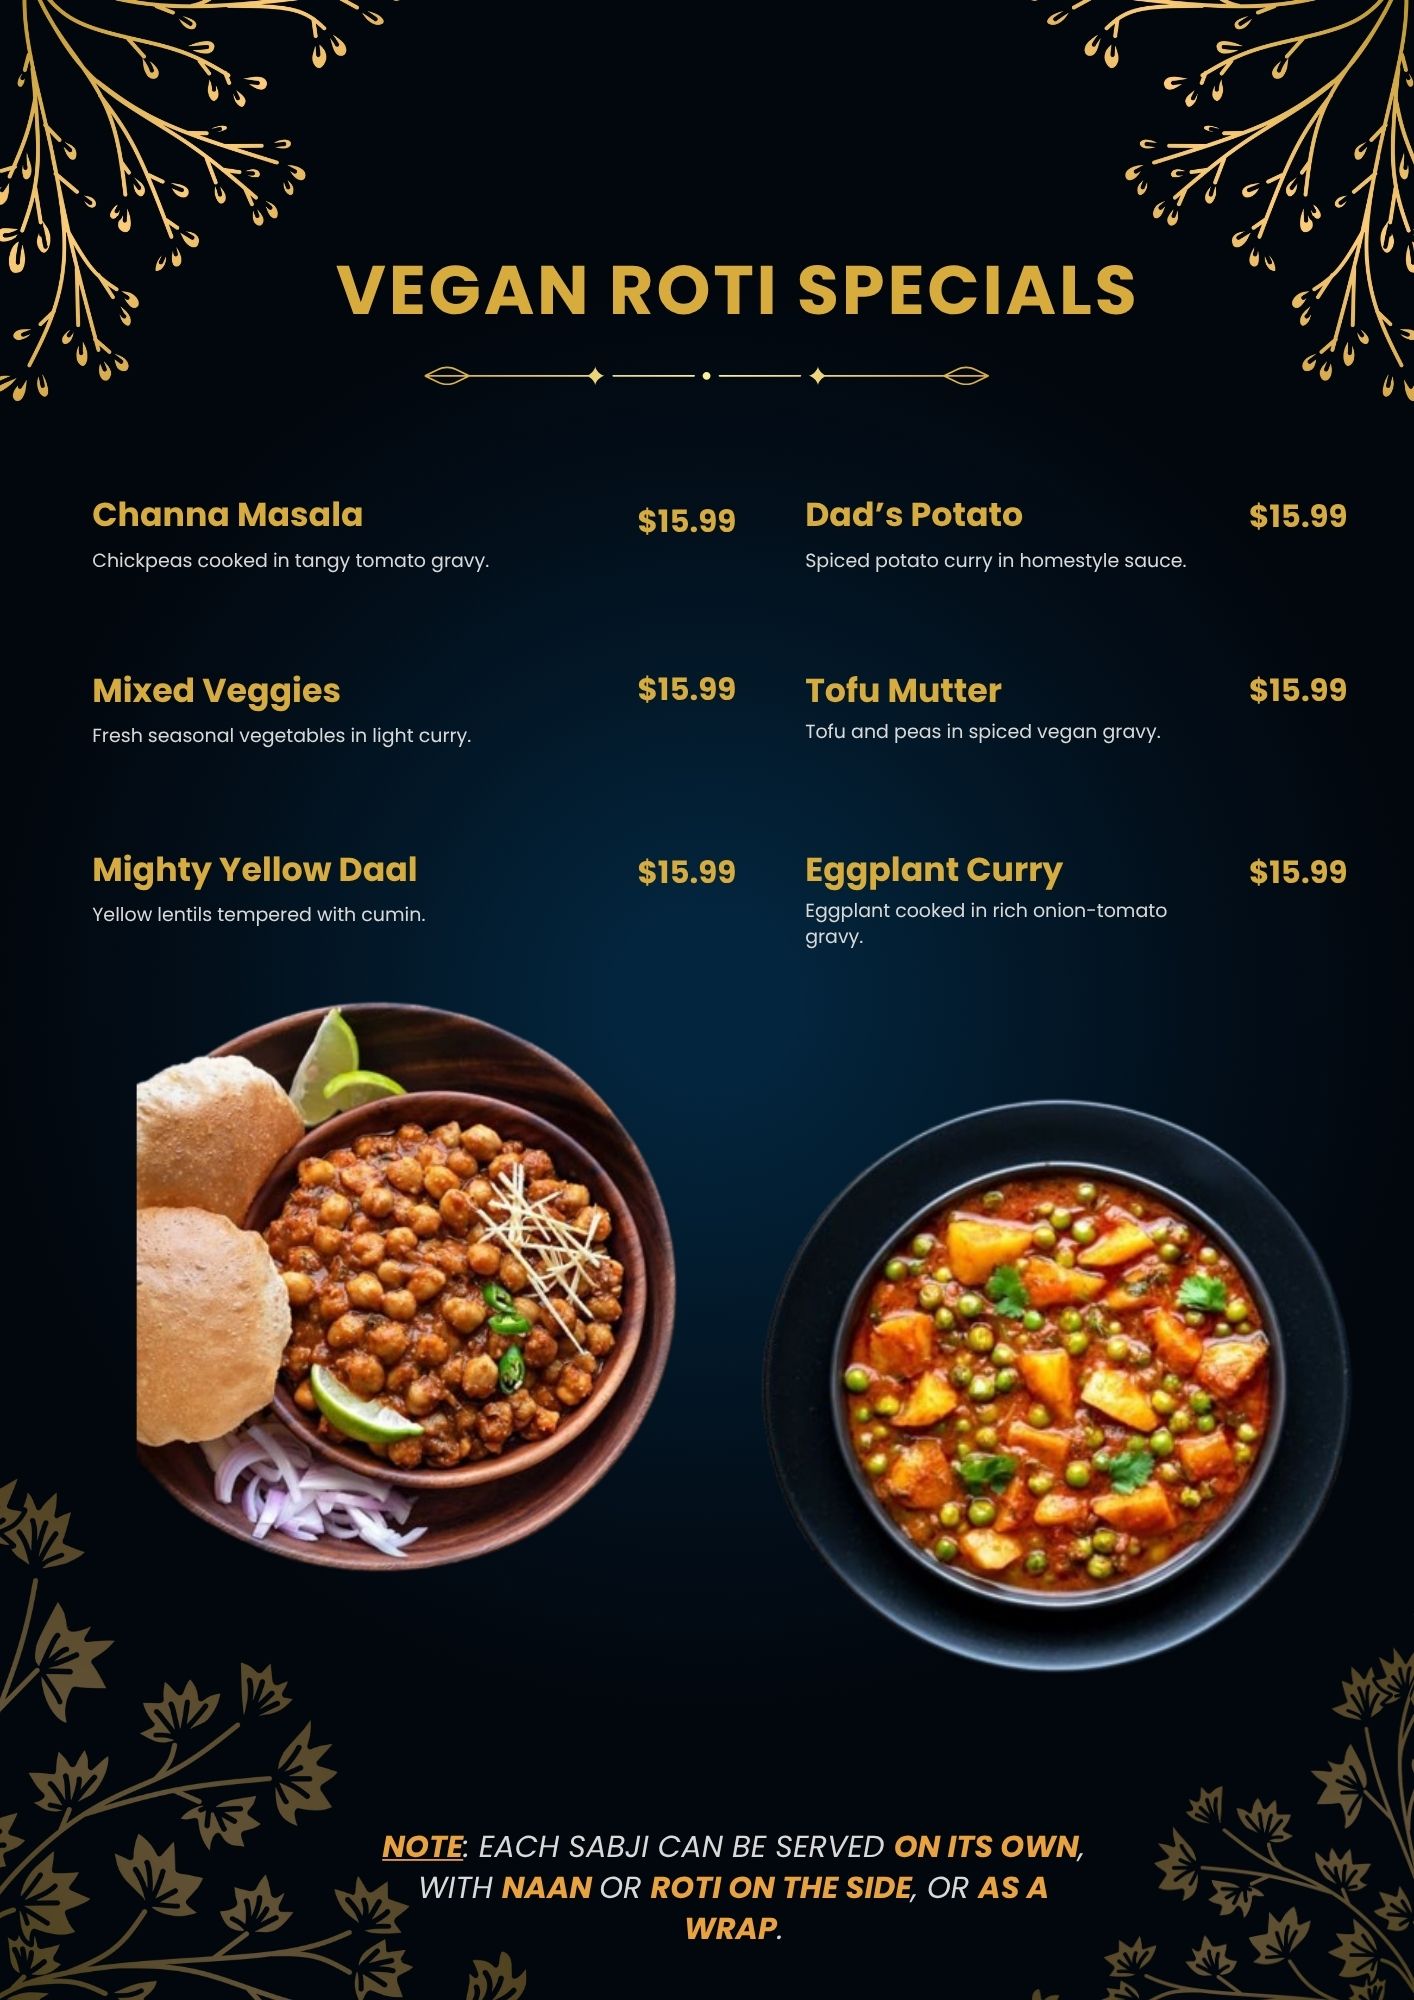 VEGAN ROTI SPECIALS
Channa Masala
$15.99
Chickpeas cooked in tangy tomato gravy.
Dad’s Potato
$15.99
Spiced potato curry in homestyle sauce.
Mixed Veggies
$15.99
Fresh seasonal vegetables in light curry.
Tofu Mutter
$15.99
Tofu and peas in spiced vegan gravy.
Mighty Yellow Daal
$15.99
Yellow lentils tempered with cumin.
Eggplant Curry
$15.99
Eggplant cooked in rich onion-tomato
gravy.
NOTE: EACH SABJI CAN BE SERVED ON ITS OWN,
WITH NAAN OR ROTI ON THE SIDE, OR AS A
WRAP.